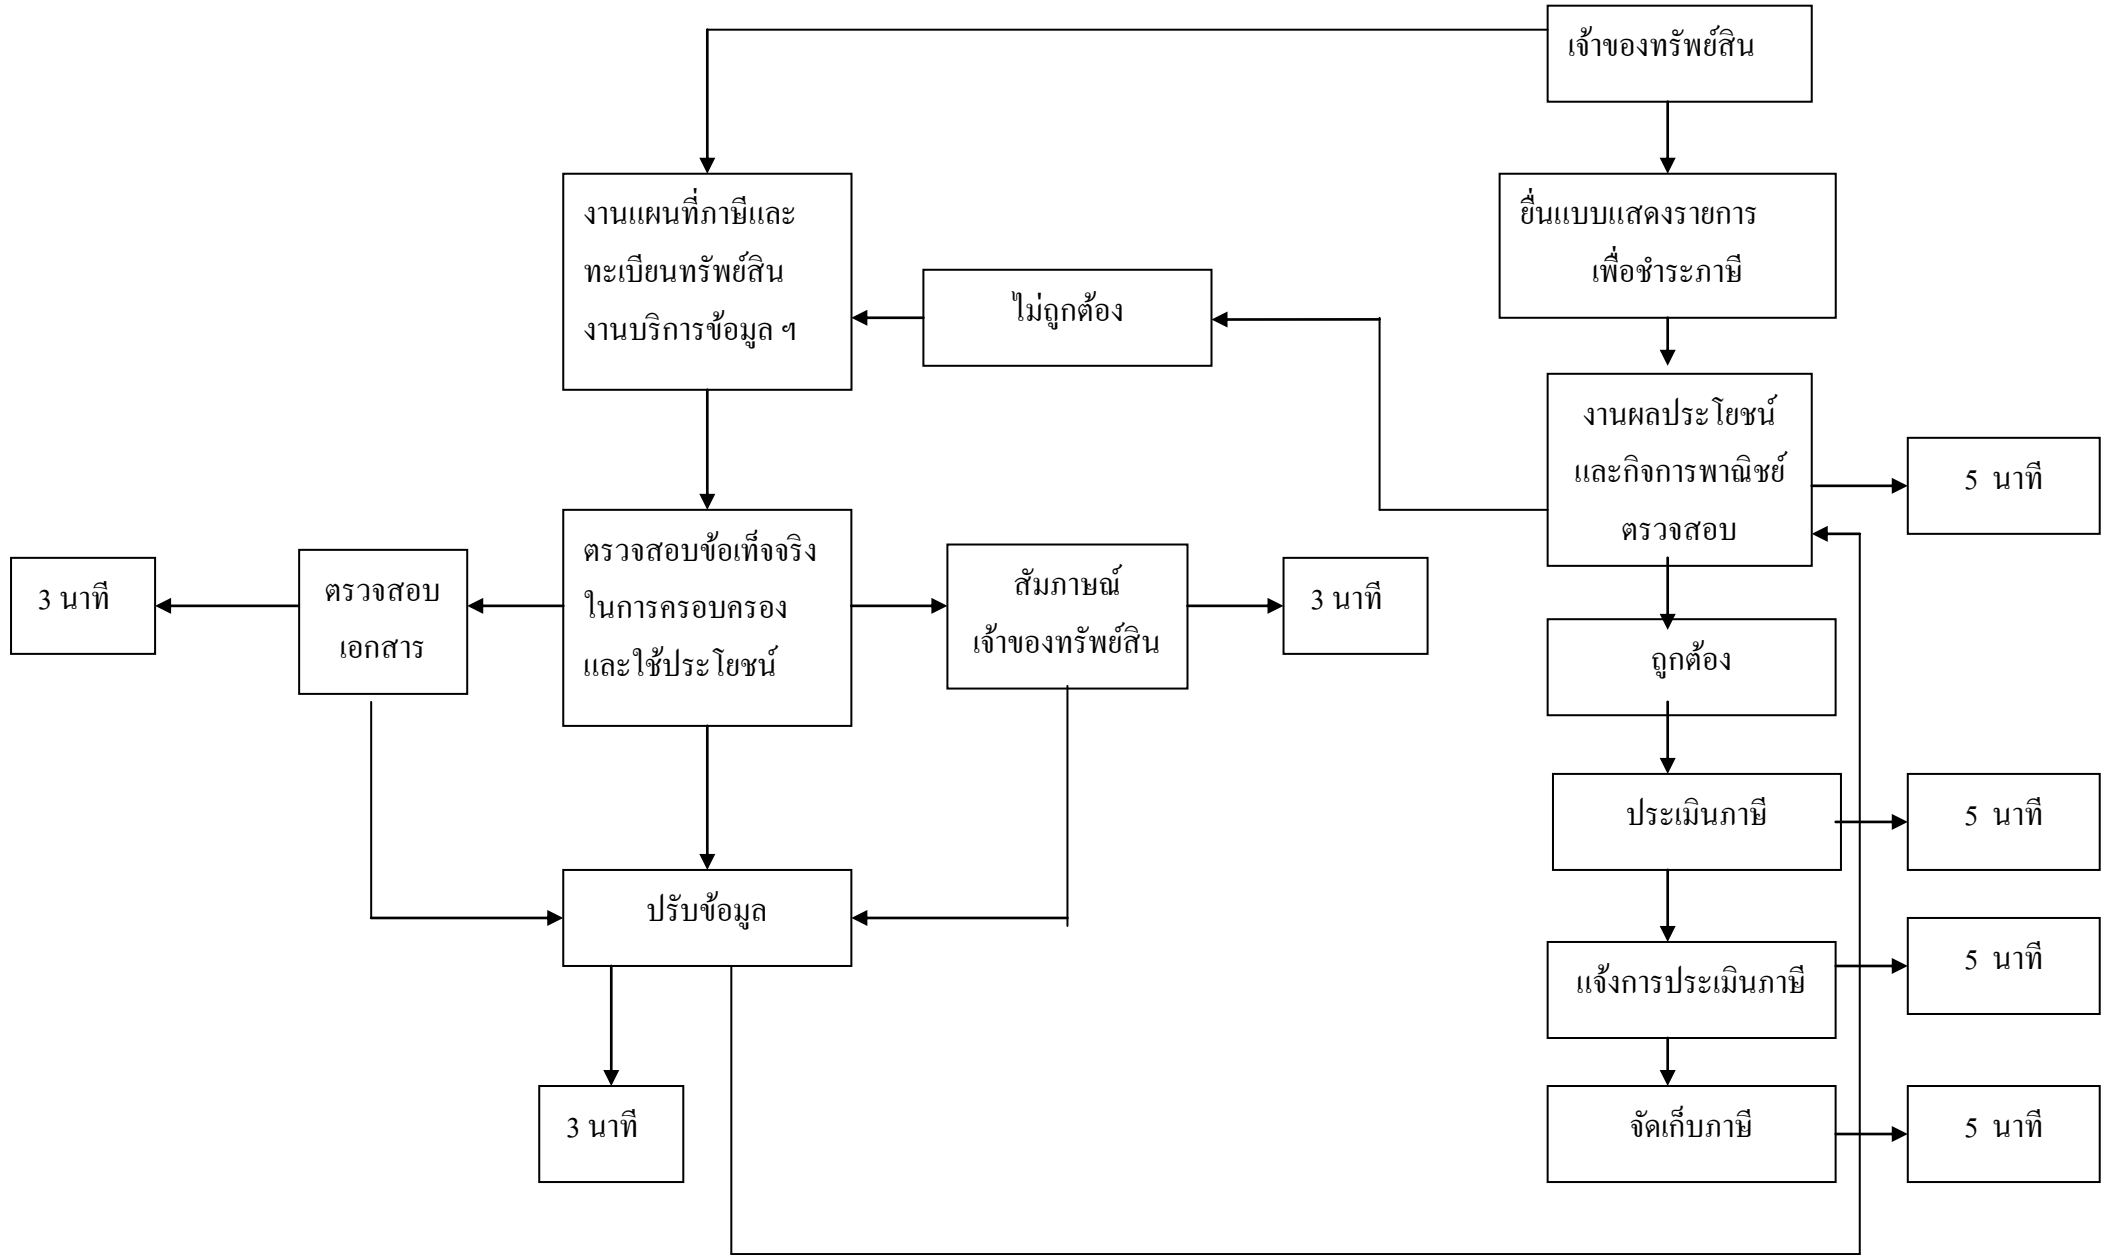 เจ้าของทรัพย์สิน
งานแผนที่ภาษีและ
ทะเบียนทรัพย์สิน
งานบริการข้อมูล ฯ
ยื่นแบบแสดงรายการ
เพื่อชำระภาษี
ไม่ถูกต้อง
งานผลประโยชน์
และกิจการพาณิชย์
ตรวจสอบ
5 นาที
3 นาที
ตรวจสอบ
เอกสาร
ตรวจสอบข้อเท็จจริง
ในการครอบครอง
และใช้ประโยชน์
สัมภาษณ์
เจ้าของทรัพย์สิน
3 นาที
ถูกต้อง
ประเมินภาษี
5 นาที
ปรับข้อมูล
แจ้งการประเมินภาษี
5 นาที
3 นาที
จัดเก็บภาษี
5 นาที